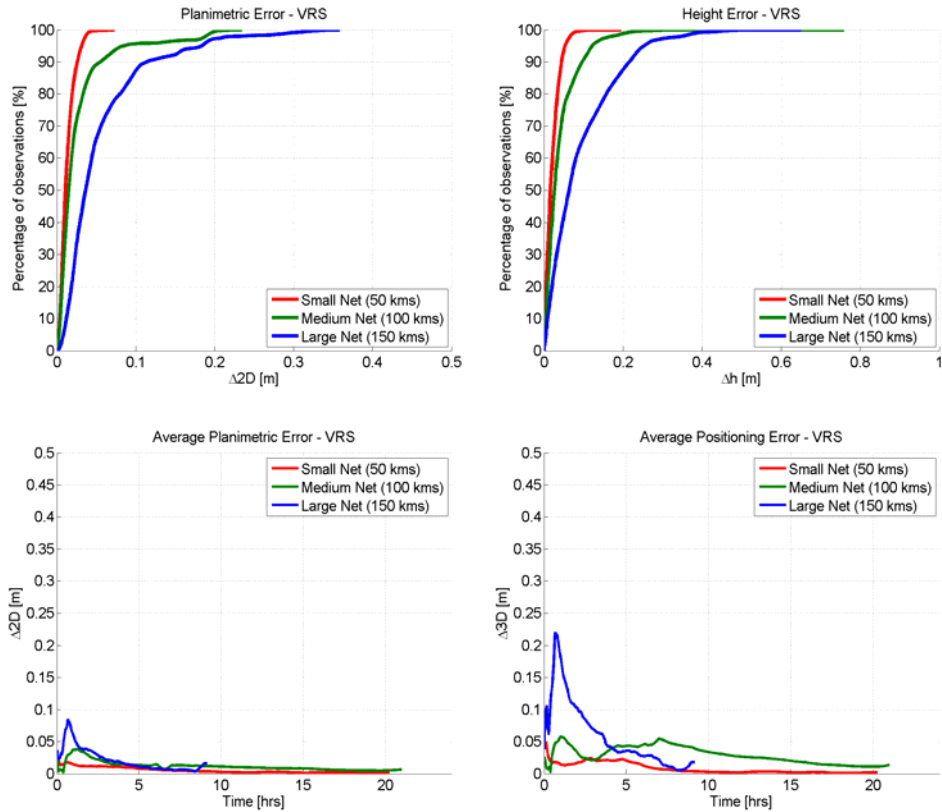 Planimetric Error - VRS
Percentage of observations [%]
100
90
80
70
60
50
40
30
20
10
0
Small Net (50 kms)
Medium Net (100 kms)
Large Net (150 kms)
0 0.1 0.2 0.3 0.4 0.5
Δ2D [m]
Height Error - VRS
Percentage of observations [%]
100
90
80
70
60
50
40
30
20
10
0
Small Net (50 kms)
Medium Net (100 kms)
Large Net (150 kms)
0 0.2 0.4 0.6 0.8 1
Δh [m]
Average Planimetric Error - VRS
Δ2D [m]
0.5
0.45
0.4
0.35
0.3
0.25
0.2
0.15
0.1
0.05
0
Small Net (50 kms)
Medium Net (100 kms)
Large Net (150 kms)
0 5 10 15 20
Time [hrs]
Average Positioning Error - VRS
Δ3D [m]
0.5
0.45
0.4
0.35
0.3
0.25
0.2
0.15
0.1
0.05
0
Small Net (50 kms)
Medium Net (100 kms)
Large Net (150 kms)
0 5 10 15 20
Time [hrs]